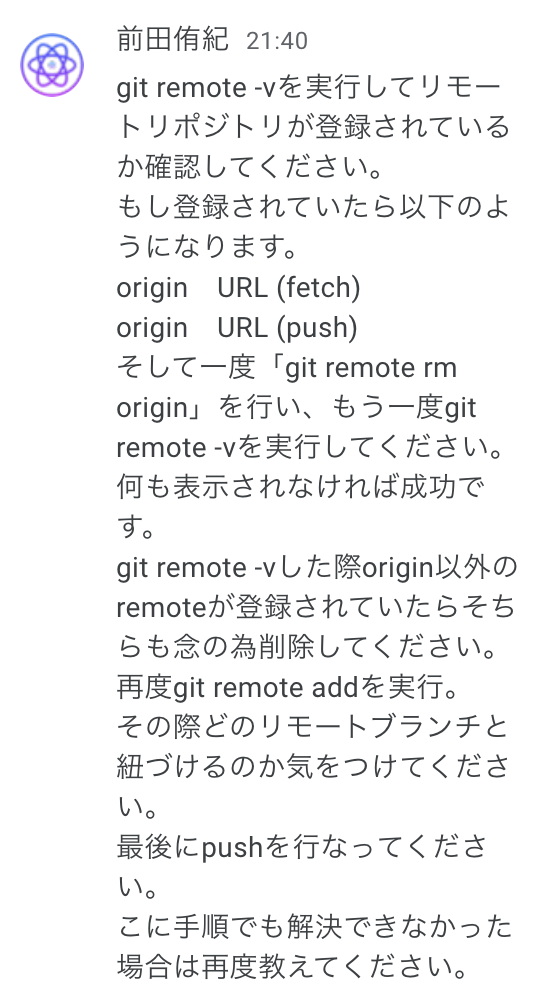 前田侑紀 21:40
git remote -vを実行してリモー
トリポジトリが登録されている
か確認してください。
もし登録されていたら以下のよ
うになります。
origin　URL (fetch)
origin　URL (push)
そして一度「git remote rm
origin」を行い、もう一度git
remote -vを実行してください。
何も表示されなければ成功で
す。
git remote -vした際origin以外の
remoteが登録されていたらそち
らも念の為削除してください。
再度git remote addを実行。
その際どのリモートブランチと
紐づけるのか気をつけてくださ
い。
最後にpushを行なってくださ
い。
こに手順でも解決できなかった
場合は再度教えてください。